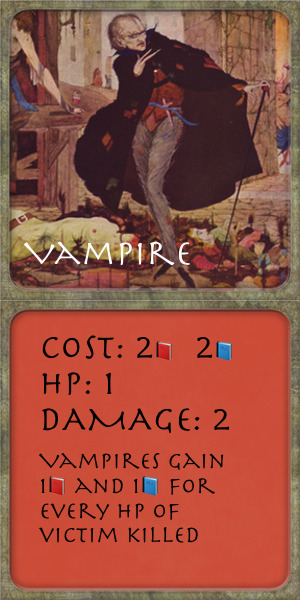 VAMPIRE
COST: 2📕 2📘
HP: 1
DAMAGE: 2
VAMPIRES GAIN
1📕 AND 1📘 FOR
EVERY HP OF
VICTIM KILLED